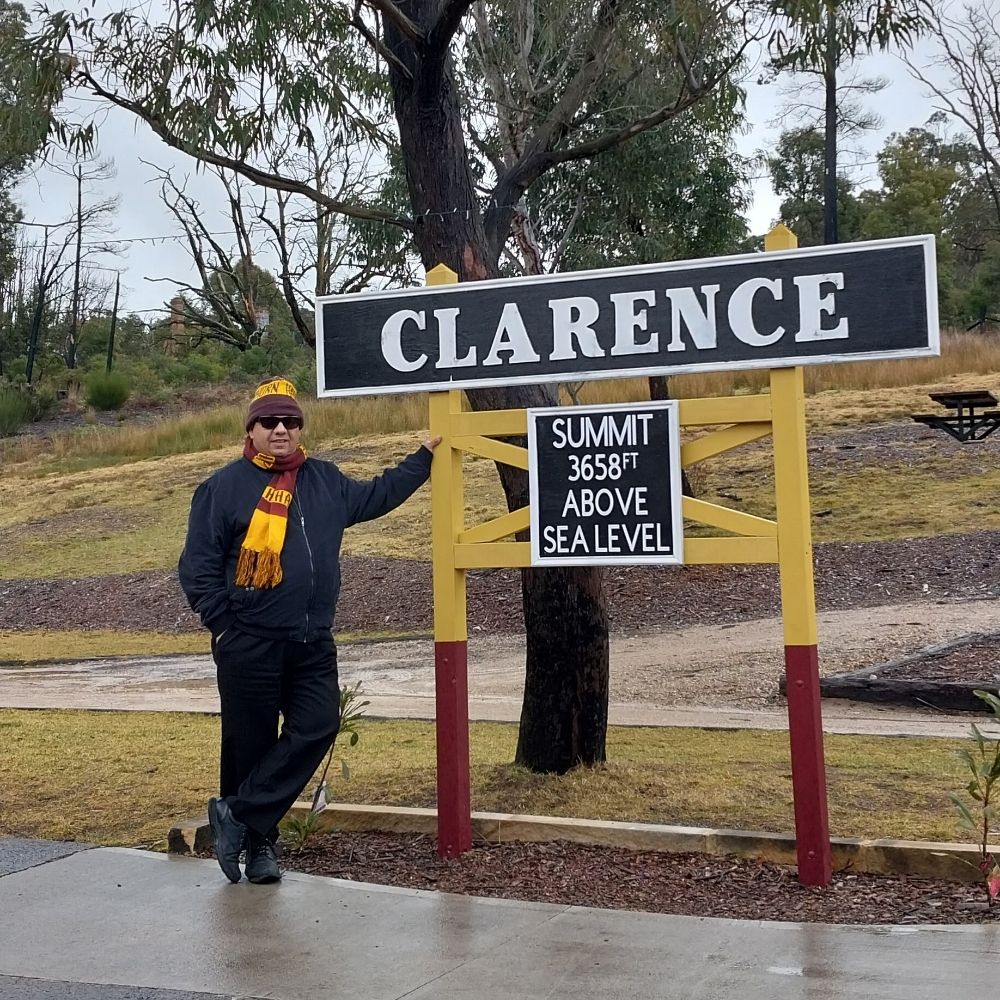 CLARENCE
SUMMIT
3658FT
ABOVE
SEA LEVEL